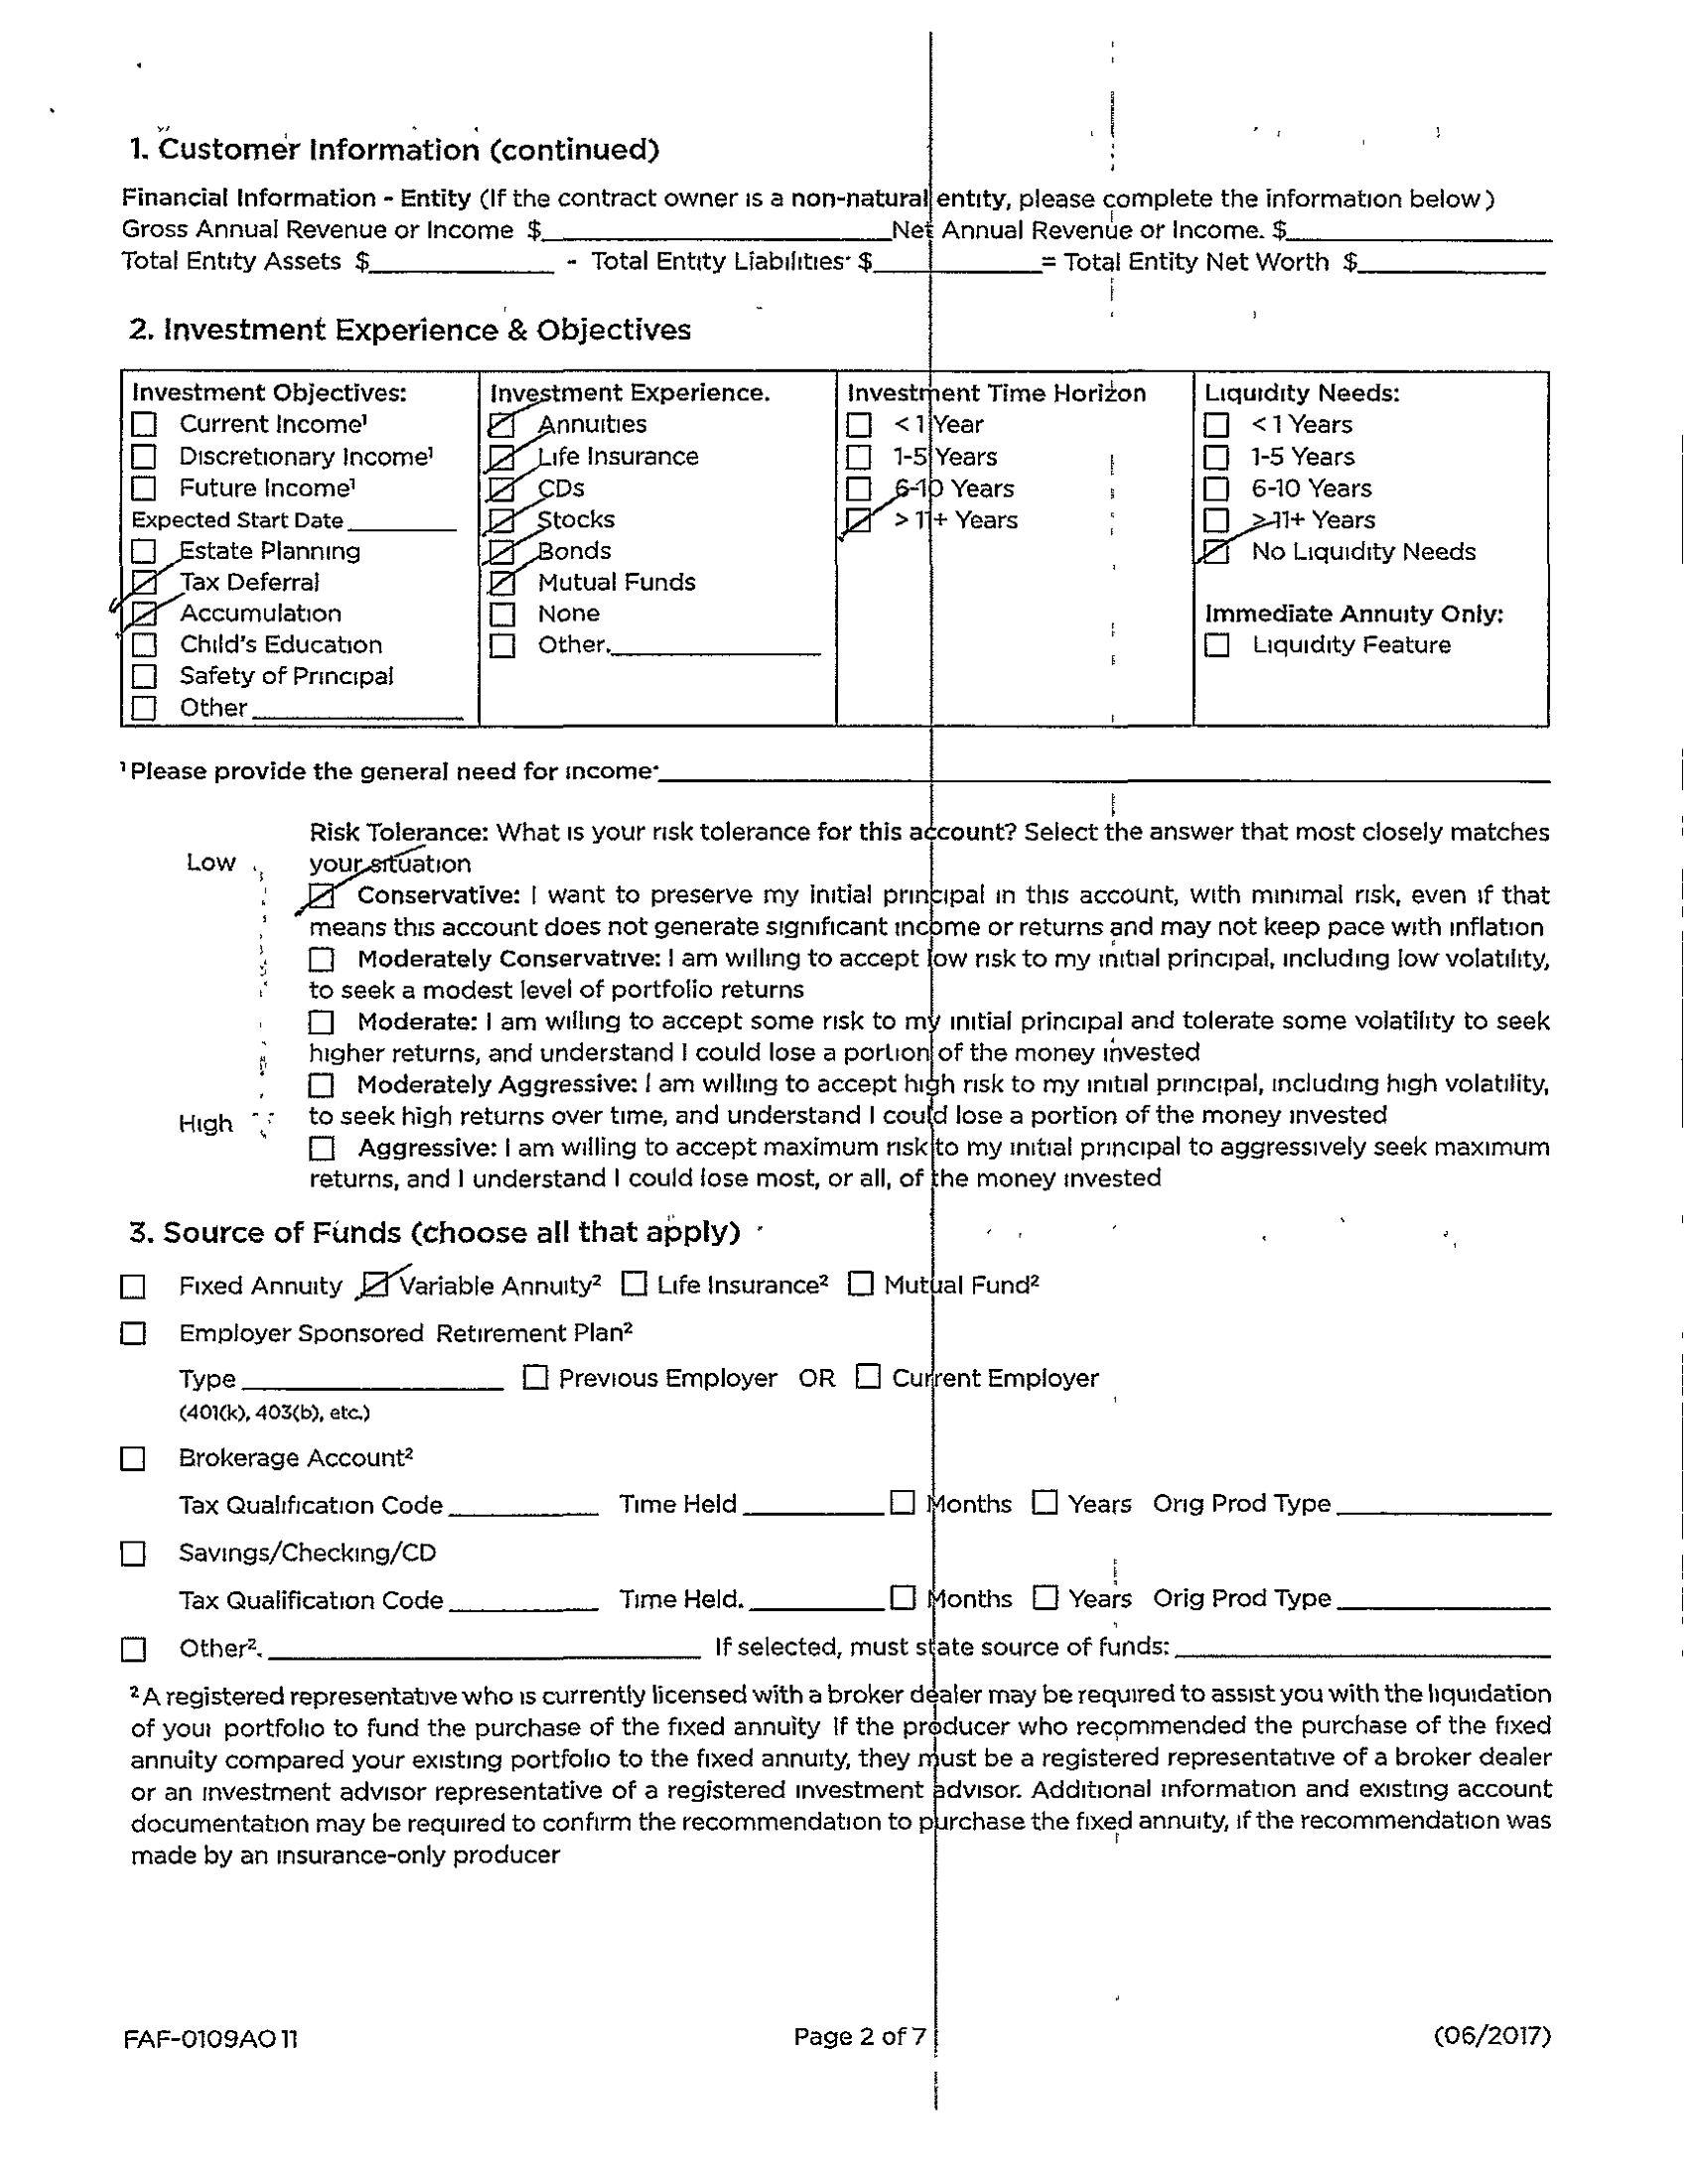 1. Customer Information (continued)
Financial Information - Entity (If the contract owner is a non-natural entity, please complete the information below)
Gross Annual Revenue or Income $____ Net Annual Revenue or Income. $____
Total Entity Assets $____ - Total Entity Liabilities· $____ = Total Entity Net Worth $____
2. Investment Experience & Objectives
Investment Objectives:
☐ Current Income¹
☐ Discretionary Income¹
☐ Future Income¹
Expected Start Date ____
☐ Estate Planning
☑ Tax Deferral
☑ Accumulation
☐ Child's Education
☐ Safety of Principal
☐ Other ____
Investment Experience.
☑ Annuities
☑ Life Insurance
☑ CDs
☑ Stocks
☑ Bonds
☑ Mutual Funds
☐ None
☐ Other. ____
Investment Time Horizon
☐ < 1 Year
☐ 1-5 Years
☐ 6-10 Years
☑ > 11+ Years
Liquidity Needs:
☐ < 1 Years
☐ 1-5 Years
☐ 6-10 Years
☐ > 11+ Years
☑ No Liquidity Needs
Immediate Annuity Only:
☐ Liquidity Feature
¹ Please provide the general need for income· ____
Risk Tolerance: What is your risk tolerance for this account? Select the answer that most closely matches
Low your situation
☑ Conservative: I want to preserve my initial principal in this account, with minimal risk, even if that
means this account does not generate significant income or returns and may not keep pace with inflation
☐ Moderately Conservative: I am willing to accept low risk to my initial principal, including low volatility,
to seek a modest level of portfolio returns
☐ Moderate: I am willing to accept some risk to my initial principal and tolerate some volatility to seek
higher returns, and understand I could lose a portion of the money invested
☐ Moderately Aggressive: I am willing to accept high risk to my initial principal, including high volatility,
High to seek high returns over time, and understand I could lose a portion of the money invested
☐ Aggressive: I am willing to accept maximum risk to my initial principal to aggressively seek maximum
returns, and I understand I could lose most, or all, of the money invested
3. Source of Funds (choose all that apply)
☐ Fixed Annuity ☑ Variable Annuity² ☐ Life Insurance² ☐ Mutual Fund²
☐ Employer Sponsored Retirement Plan²
Type ____ ☐ Previous Employer OR ☐ Current Employer
(401(k), 403(b), etc.)
☐ Brokerage Account²
Tax Qualification Code ____ Time Held ____ ☐ Months ☐ Years Orig Prod Type ____
☐ Savings/Checking/CD
Tax Qualification Code ____ Time Held. ____ ☐ Months ☐ Years Orig Prod Type ____
☐ Other². ____ If selected, must state source of funds: ____
² A registered representative who is currently licensed with a broker dealer may be required to assist you with the liquidation
of your portfolio to fund the purchase of the fixed annuity If the producer who recommended the purchase of the fixed
annuity compared your existing portfolio to the fixed annuity, they must be a registered representative of a broker dealer
or an investment advisor representative of a registered investment advisor. Additional information and existing account
documentation may be required to confirm the recommendation to purchase the fixed annuity, if the recommendation was
made by an insurance-only producer
FAF-0109AO 11 Page 2 of 7 (06/2017)